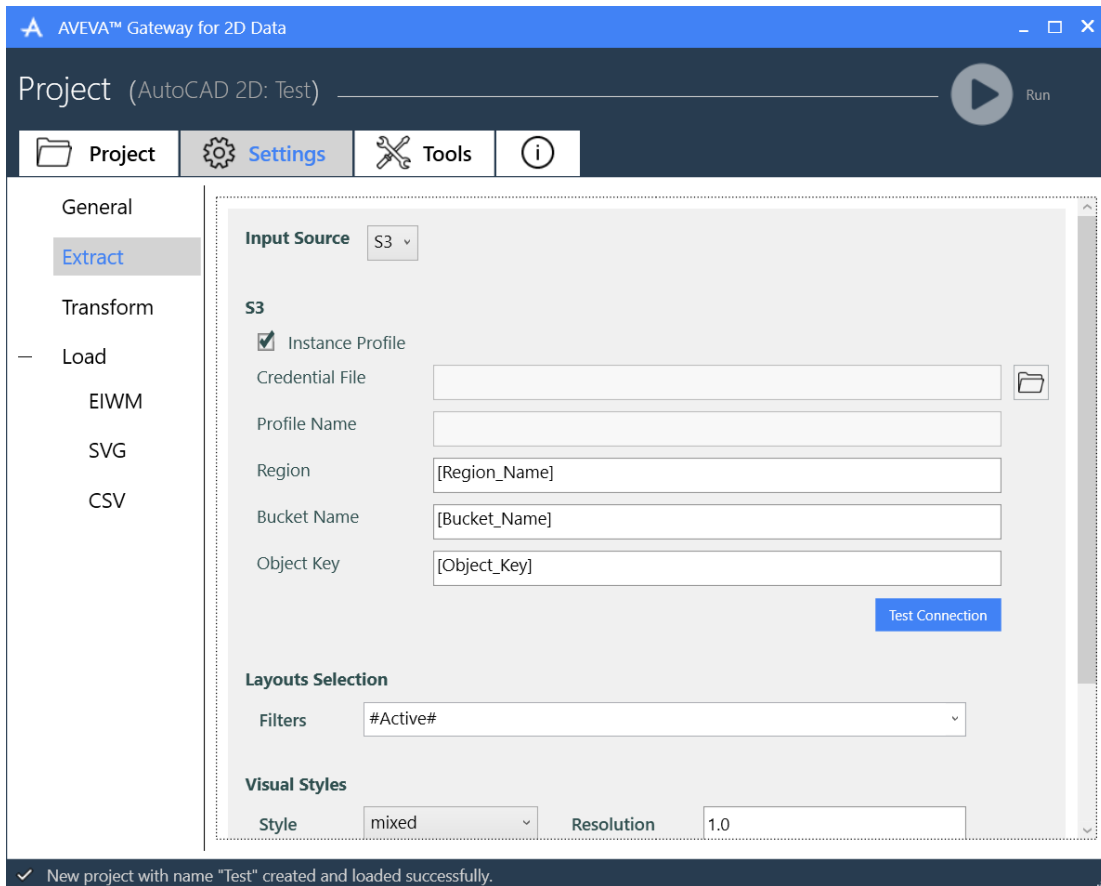 AVEVA™ Gateway for 2D Data
Project (AutoCAD 2D: Test)
Run
Project Settings Tools
General
Extract
Transform
Load
EIWM
SVG
CSV
Input Source S3
S3
Instance Profile
Credential File
Profile Name
Region [Region_Name]
Bucket Name [Bucket_Name]
Object Key [Object_Key]
Test Connection
Layouts Selection
Filters #Active#
Visual Styles
Style mixed Resolution 1.0
New project with name "Test" created and loaded successfully.